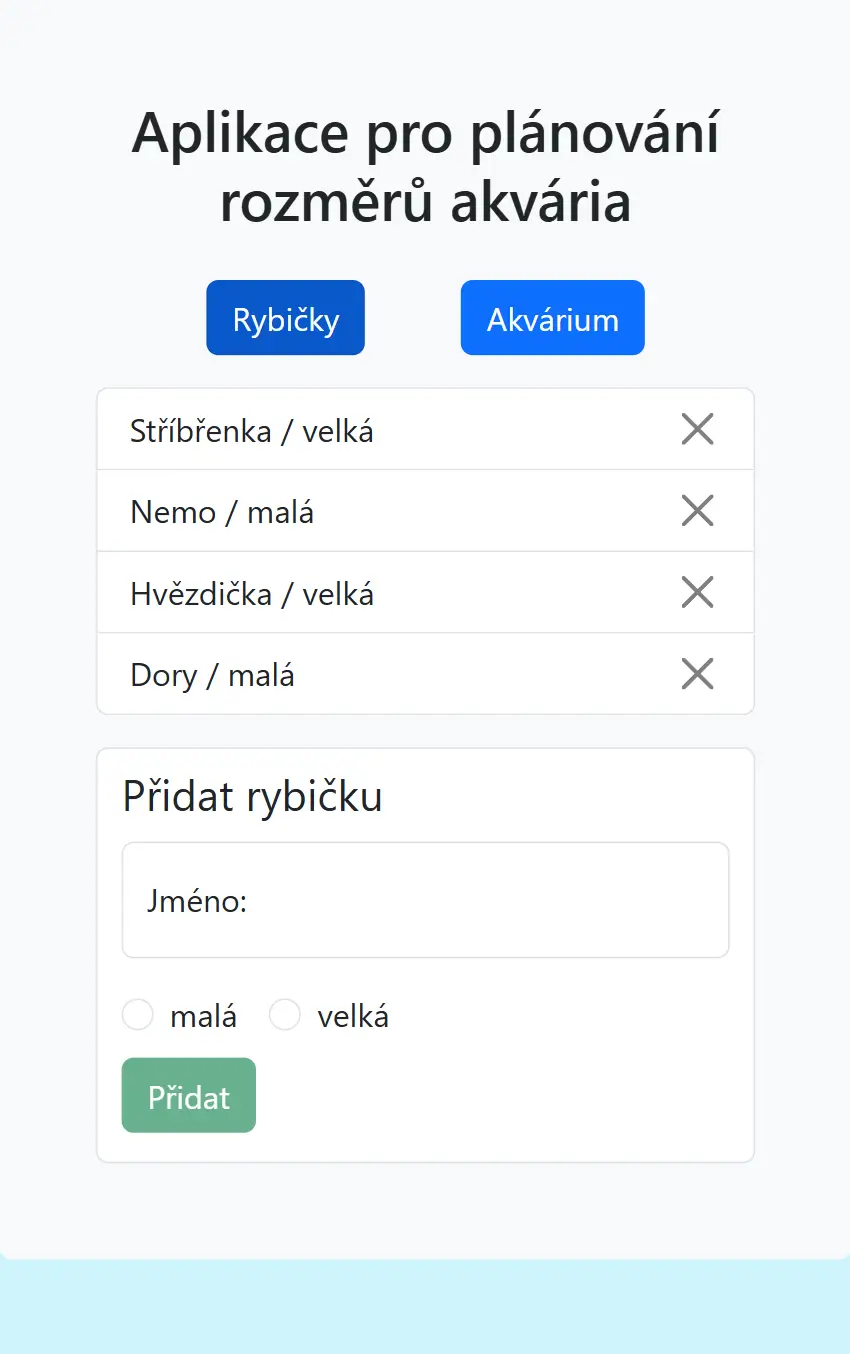 Aplikace pro plánování
rozměrů akvária
Rybičky Akvárium
Stříbřenka / velká
Nemo / malá
Hvězdička / velká
Dory / malá
Přidat rybičku
Jméno:
malá velká
Přidat